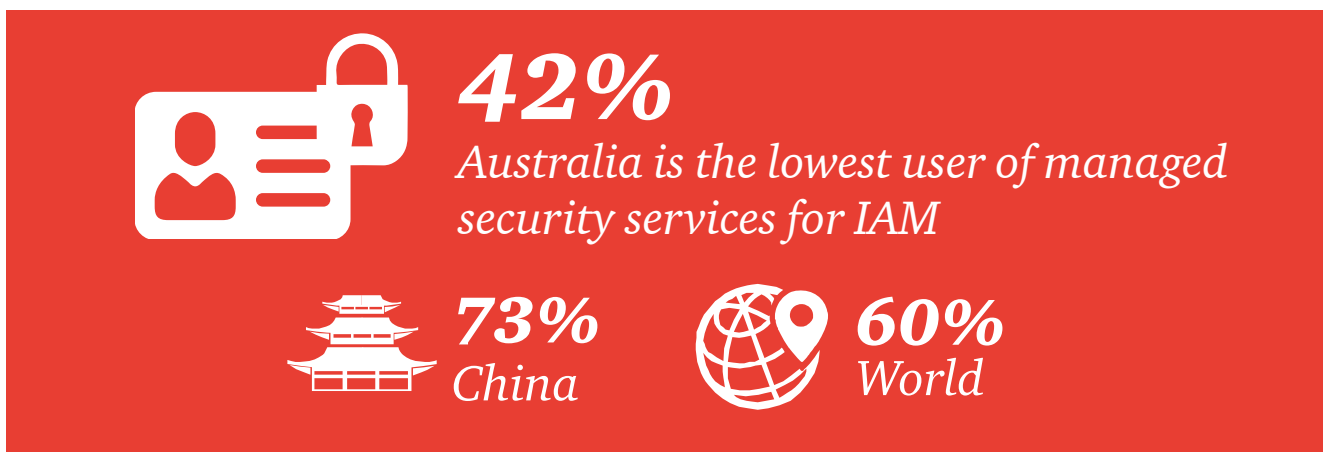 42%
Australia is the lowest user of managed
security services for IAM
73%
China
60%
World